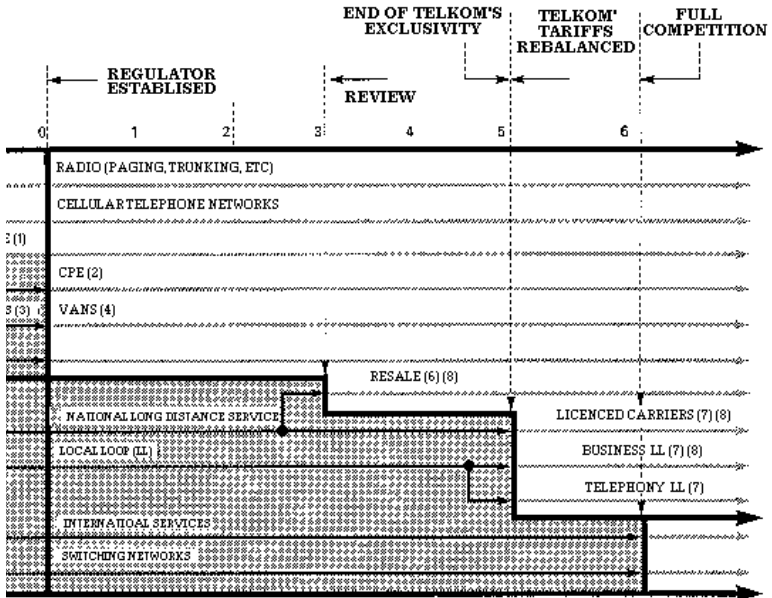 END OF TELKOM'S
EXCLUSIVITY
TELKOM'
TARIFFS
REBALANCED
FULL
COMPETITION
REGULATOR
ESTABLISED
REVIEW
0 1 2 3 4 5 6
RADIO (PAGING, TRUNKING, ETC)
CELLULAR TELEPHONE NETWORKS
E (1)
CPE (2)
S (3)
VANS (4)
RESALE (6) (8)
NATIONAL LONG DISTANCE SERVICE
LICENCED CARRIERS (7) (8)
LOCAL LOOP (LL)
BUSINESS LL (7) (8)
TELEPHONY LL (7)
INTERNATIOAL SERVICES
SWITCHING NETWORKS